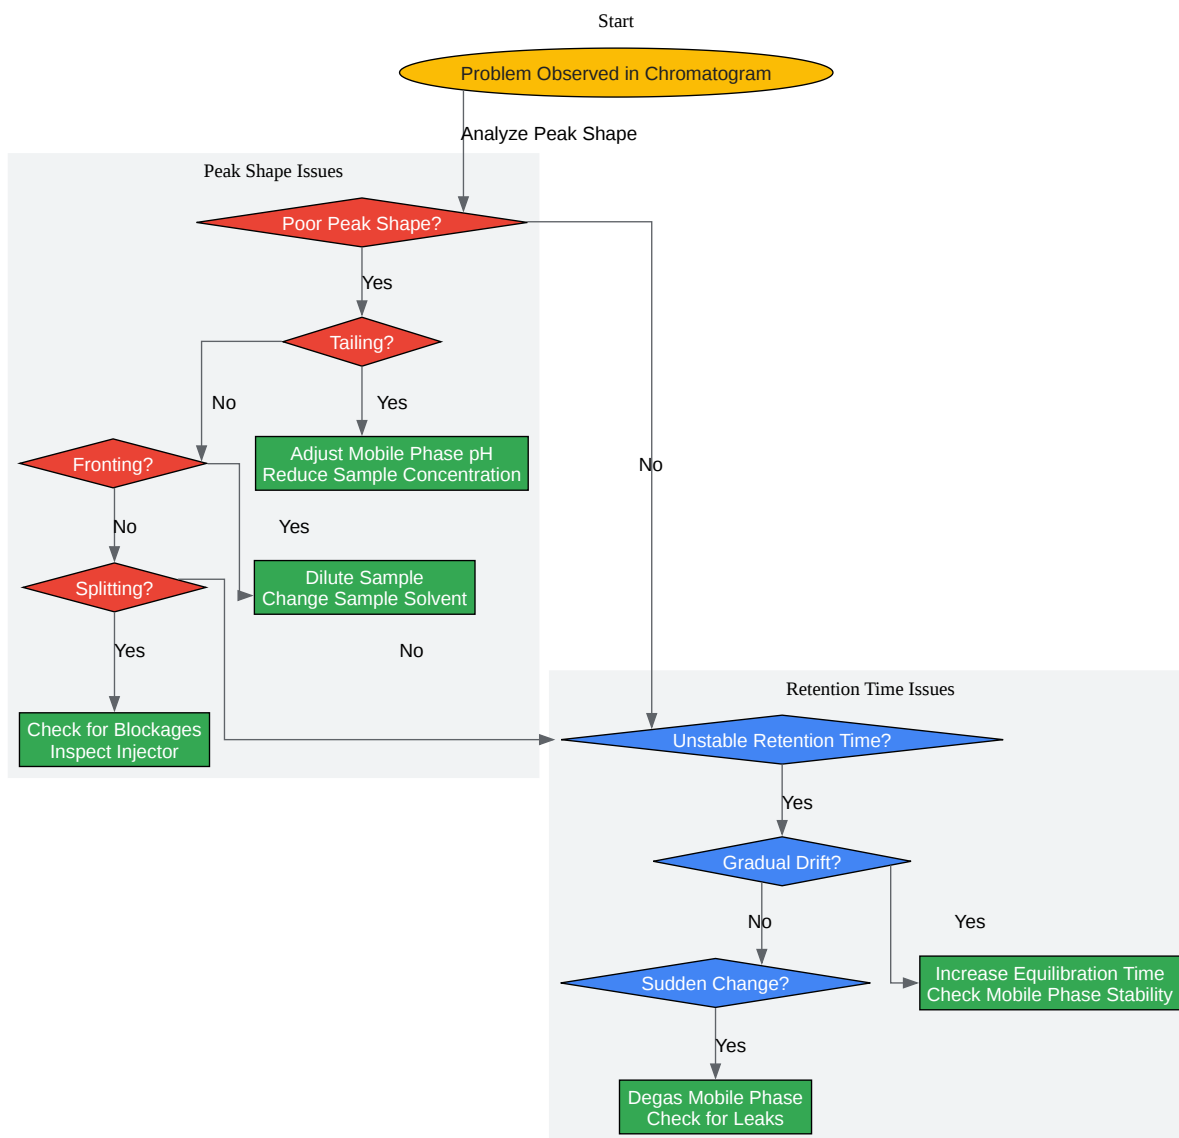 Start
Problem Observed in Chromatogram
Analyze Peak Shape
Peak Shape Issues
Poor Peak Shape?
Yes
Tailing?
No
Yes
Adjust Mobile Phase pH
Reduce Sample Concentration
Fronting?
No
No
Yes
Splitting?
Dilute Sample
Change Sample Solvent
Yes
No
Check for Blockages
Inspect Injector
Retention Time Issues
Unstable Retention Time?
Yes
Gradual Drift?
No
Yes
Increase Equilibration Time
Check Mobile Phase Stability
Sudden Change?
Yes
Degas Mobile Phase
Check for Leaks